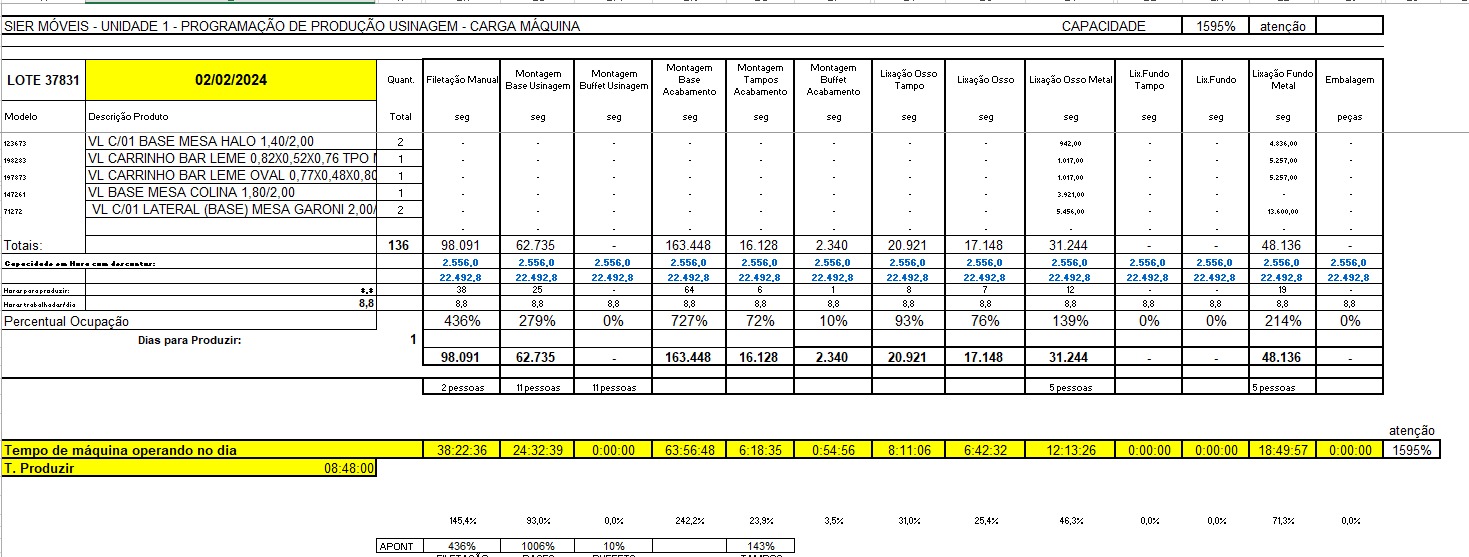 SIER MÓVEIS - UNIDADE 1 - PROGRAMAÇÃO DE PRODUÇÃO USINAGEM - CARGA MÁQUINA CAPACIDADE 1595% atenção
LOTE 37831 02/02/2024 Quant. Filetação Manual Montagem Base Usinagem Montagem Buffet Usinagem Montagem Base Acabamento Montagem Tampos Acabamento Montagem Buffet Acabamento Lixação Osso Tampo Lixação Osso Lixação Osso Metal Lix.Fundo Tampo Lix.Fundo Lixação Fundo Metal Embalagem
Modelo Descrição Produto Total seg seg seg seg seg seg seg seg seg seg seg seg peças
123673 VL C/01 BASE MESA HALO 1,40/2,00 2 - - - - - - - - 942,00 - - 4.836,00 -
198283 VL CARRINHO BAR LEME 0,82X0,52X0,76 TPO 1 - - - - - - - - 1.017,00 - - 5.257,00 -
197873 VL CARRINHO BAR LEME OVAL 0,77X0,48X0,80 1 - - - - - - - - 1.017,00 - - 5.257,00 -
147261 VL BASE MESA COLINA 1,80/2,00 1 - - - - - - - - 3.921,00 - - - -
71272 VL C/01 LATERAL (BASE) MESA GARONI 2,00/ 2 - - - - - - - - 5.456,00 - - 13.600,00 -
- - - - - - - - - - - - -
Totais: 136 98.091 62.735 - 163.448 16.128 2.340 20.921 17.148 31.244 - - 48.136 -
Capacidade em Hora com descontos: 2.556,0 2.556,0 2.556,0 2.556,0 2.556,0 2.556,0 2.556,0 2.556,0 2.556,0 2.556,0 2.556,0 2.556,0 2.556,0
22.492,8 22.492,8 22.492,8 22.492,8 22.492,8 22.492,8 22.492,8 22.492,8 22.492,8 22.492,8 22.492,8 22.492,8 22.492,8
Horas para produzir: *,* 38 25 - 64 6 1 8 7 12 - - 19 -
Horas trabalhadas/dia 8,8 8,8 8,8 8,8 8,8 8,8 8,8 8,8 8,8 8,8 8,8 8,8 8,8 8,8
Percentual Ocupação 436% 279% 0% 727% 72% 10% 93% 76% 139% 0% 0% 214% 0%
Dias para Produzir: 1
98.091 62.735 - 163.448 16.128 2.340 20.921 17.148 31.244 - - 48.136 -
2 pessoas 11 pessoas 11 pessoas 5 pessoas 5 pessoas
atenção
Tempo de máquina operando no dia 38:22:36 24:32:39 0:00:00 63:56:48 6:18:35 0:54:56 8:11:06 6:42:32 12:13:26 0:00:00 0:00:00 18:49:57 0:00:00 1595%
T. Produzir 08:48:00
145,4% 93,0% 0,0% 242,2% 23,9% 3,5% 31,0% 25,4% 46,3% 0,0% 0,0% 71,3% 0,0%
APONT 436% 1006% 10% 143%